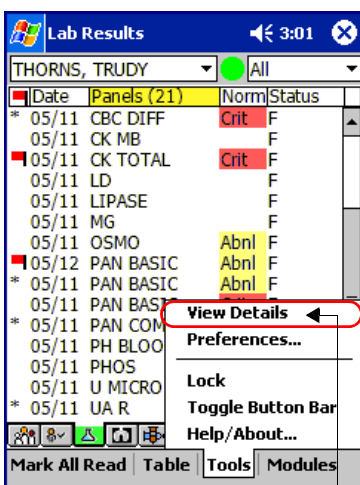 Lab Results 3:01
THORNS, TRUDY All
Date Panels (21) Norm Status
* 05/11 CBC DIFF Crit F
05/11 CK MB F
05/11 CK TOTAL Crit F
05/11 LD F
05/11 LIPASE F
05/11 MG F
05/11 OSMO Abnl F
05/12 PAN BASIC Abnl F
* 05/11 PAN BASIC Abnl F
05/11 PAN BASIC
* 05/11 PAN COM
05/11 PH BLOO
05/11 PHOS
05/11 U MICRO
* 05/11 UA R
View Details
Preferences...
Lock
Toggle Button Bar
Help/About...
Mark All Read Table Tools Modules